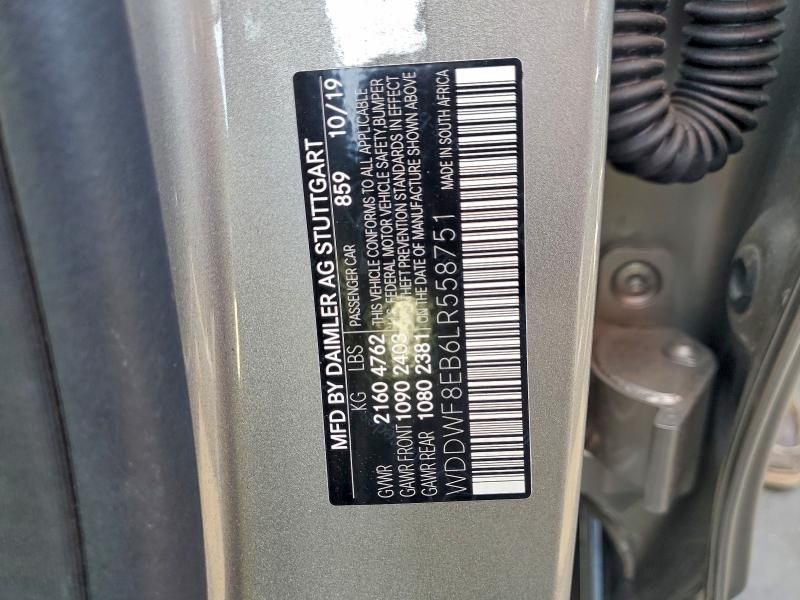 MFD BY DAIMLER AG STUTTGART
859 10/19
KG LBS PASSENGER CAR
GVWR 2160 4762 THIS VEHICLE CONFORMS TO ALL APPLICABLE
GAWR FRONT 1090 2403 U.S. FEDERAL MOTOR VEHICLE SAFETY, BUMPER
GAWR REAR 1080 2381 THEFT PREVENTION STANDARDS IN EFFECT
ON THE DATE OF MANUFACTURE SHOWN ABOVE
WDDWF8EB6LR558751 MADE IN SOUTH AFRICA